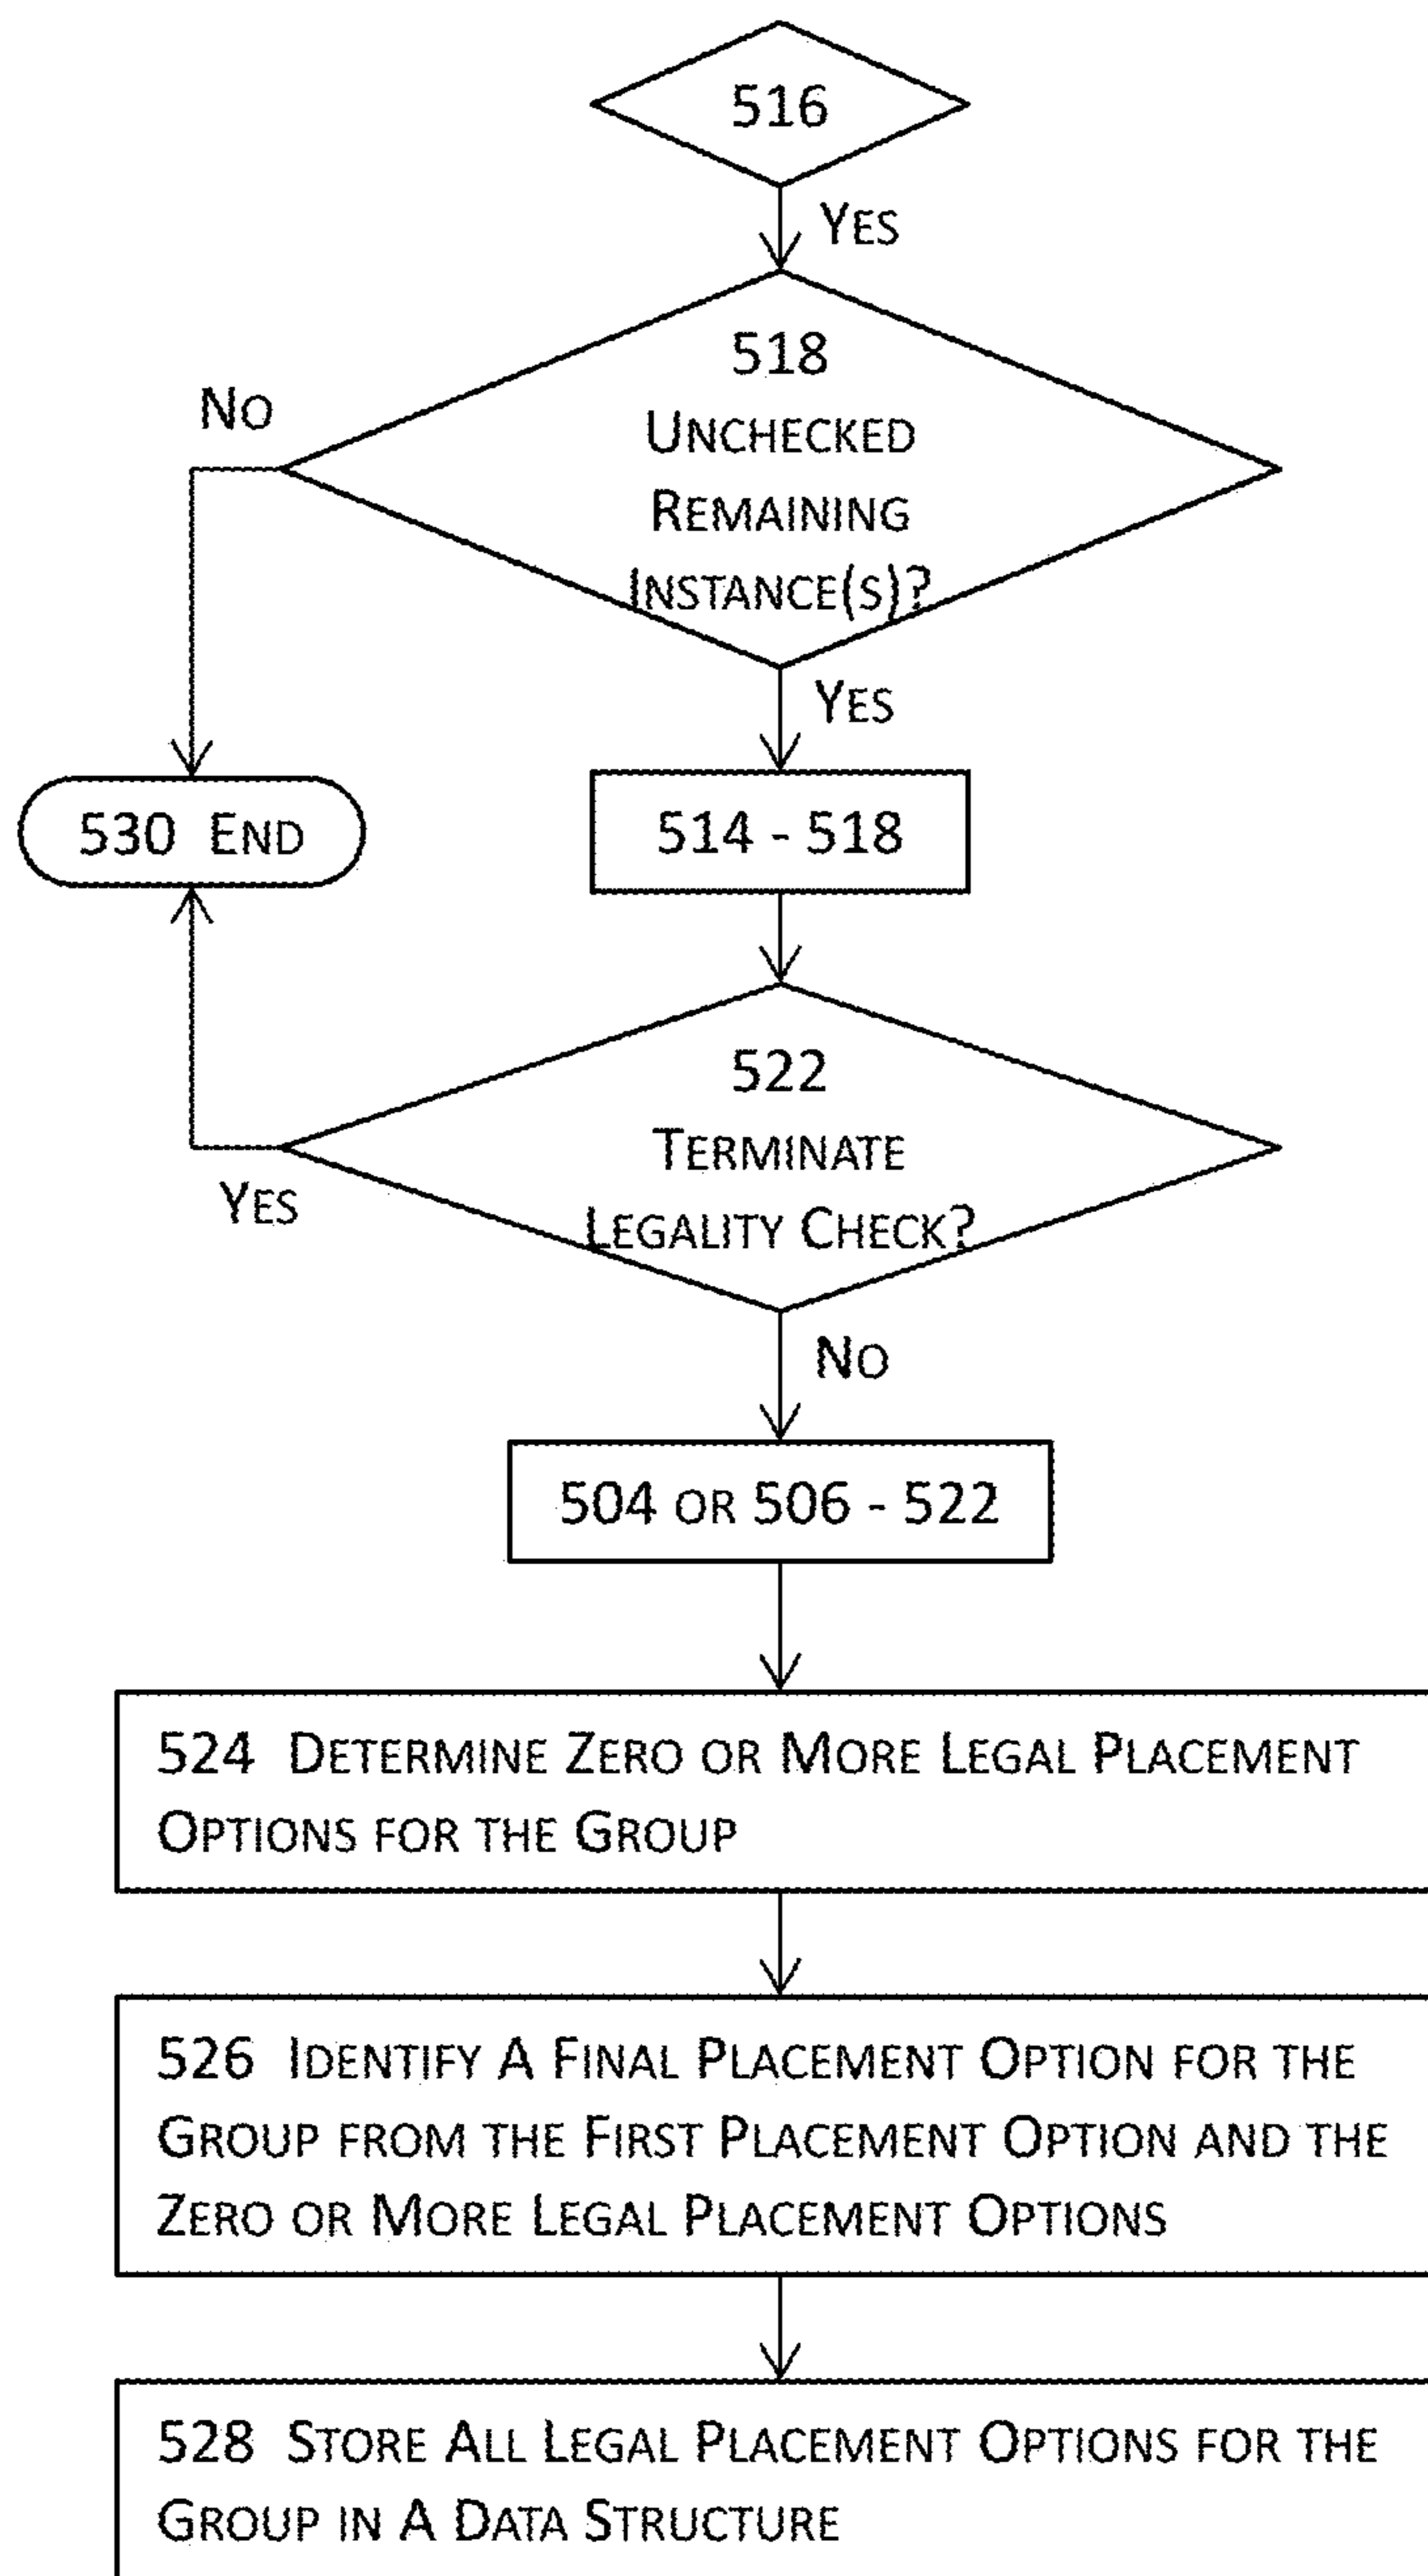 516
YES
518
UNCHECKED
REMAINING
INSTANCE(S)?
NO
YES
530 END
514 - 518
522
TERMINATE
LEGALITY CHECK?
YES
NO
504 OR 506 - 522
524 DETERMINE ZERO OR MORE LEGAL PLACEMENT
OPTIONS FOR THE GROUP
526 IDENTIFY A FINAL PLACEMENT OPTION FOR THE
GROUP FROM THE FIRST PLACEMENT OPTION AND THE
ZERO OR MORE LEGAL PLACEMENT OPTIONS
528 STORE ALL LEGAL PLACEMENT OPTIONS FOR THE
GROUP IN A DATA STRUCTURE